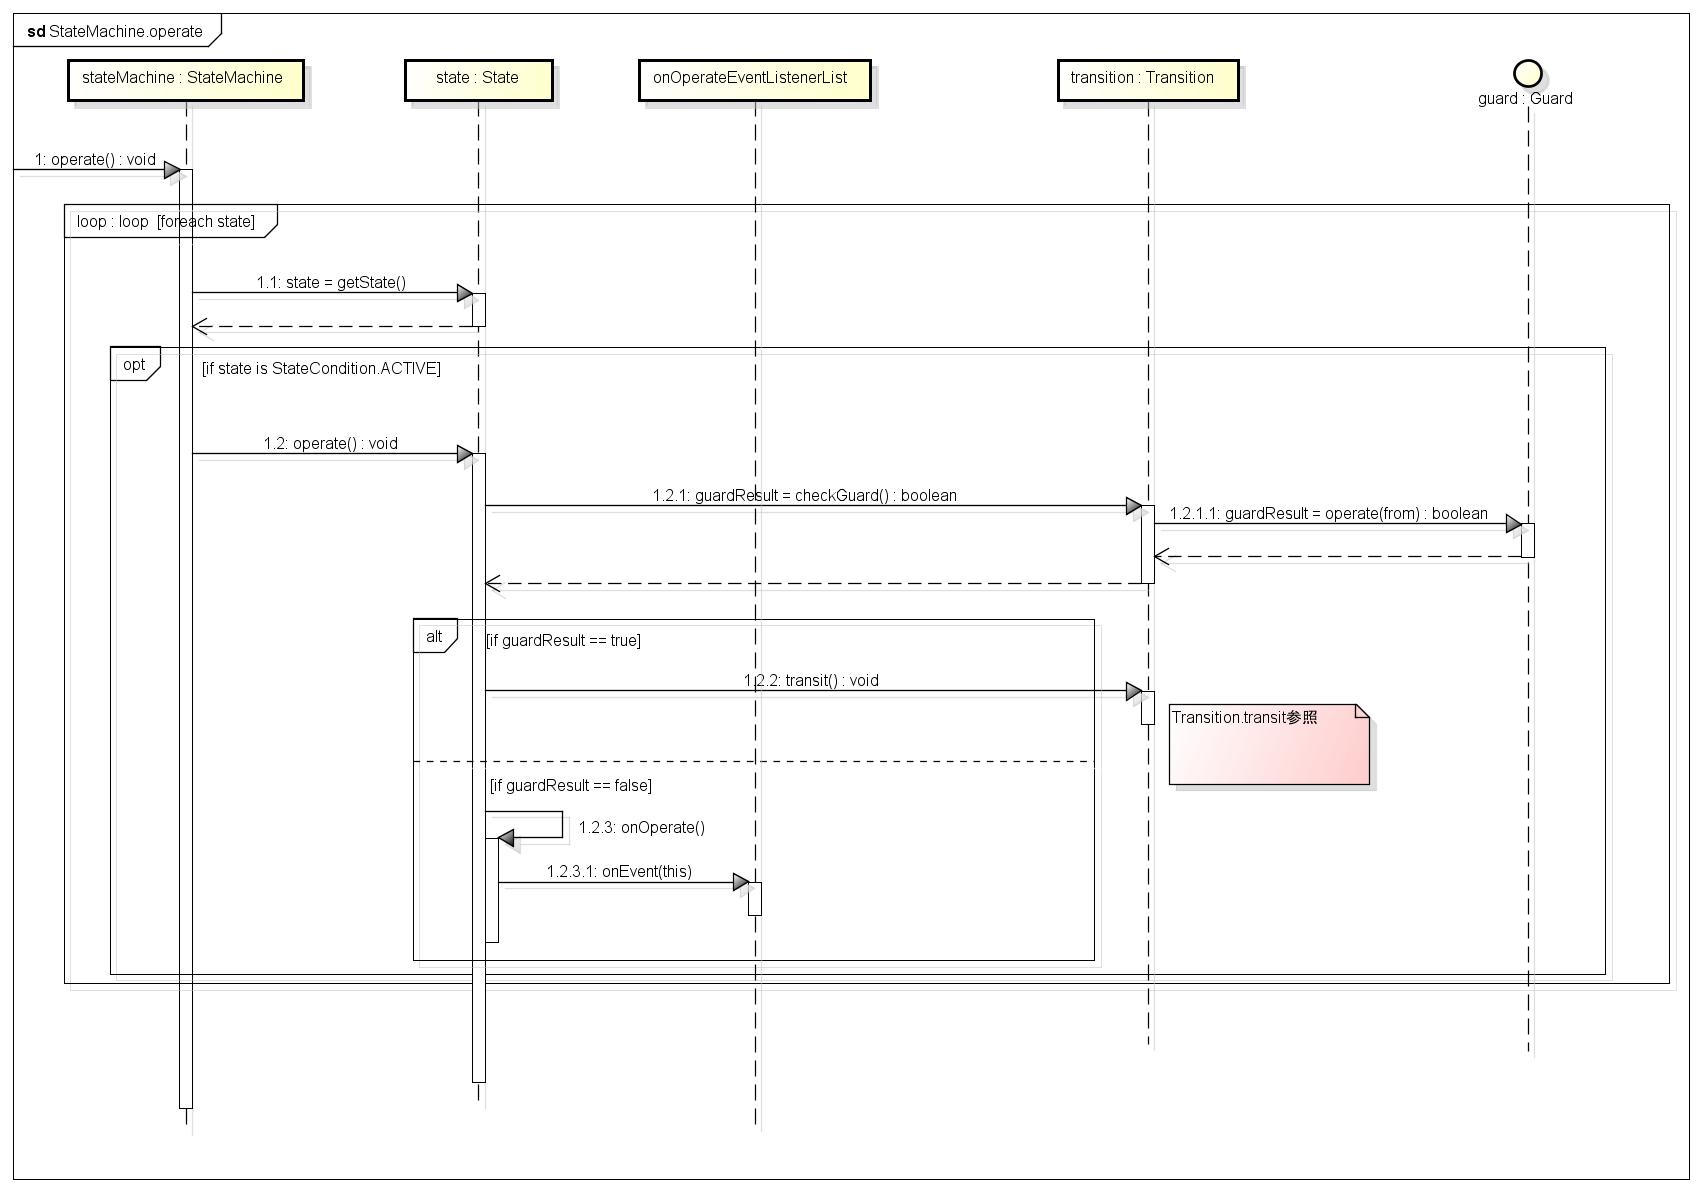 sd StateMachine.operate
stateMachine : StateMachine
state : State
onOperateEventListenerList
transition : Transition
guard : Guard
1: operate() : void
loop : loop [foreach state]
1.1: state = getState()
opt
[if state is StateCondition.ACTIVE]
1.2: operate() : void
1.2.1: guardResult = checkGuard() : boolean
1.2.1.1: guardResult = operate(from) : boolean
alt
[if guardResult == true]
1.2.2: transit() : void
Transition.transit参照
[if guardResult == false]
1.2.3: onOperate()
1.2.3.1: onEvent(this)